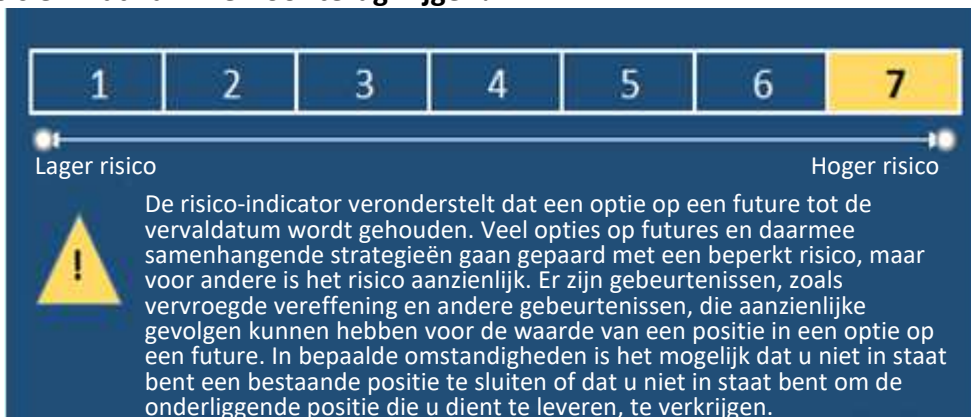 1 2 3 4 5 6 7
Lager risico Hoger risico
De risico-indicator veronderstelt dat een optie op een future tot de
vervaldatum wordt gehouden. Veel opties op futures en daarmee
samenhangende strategieën gaan gepaard met een beperkt risico, maar
voor andere is het risico aanzienlijk. Er zijn gebeurtenissen, zoals
vervroegde vereffening en andere gebeurtenissen, die aanzienlijke
gevolgen kunnen hebben voor de waarde van een positie in een optie op
een future. In bepaalde omstandigheden is het mogelijk dat u niet in staat
bent een bestaande positie te sluiten of dat u niet in staat bent om de
onderliggende positie die u dient te leveren, te verkrijgen.